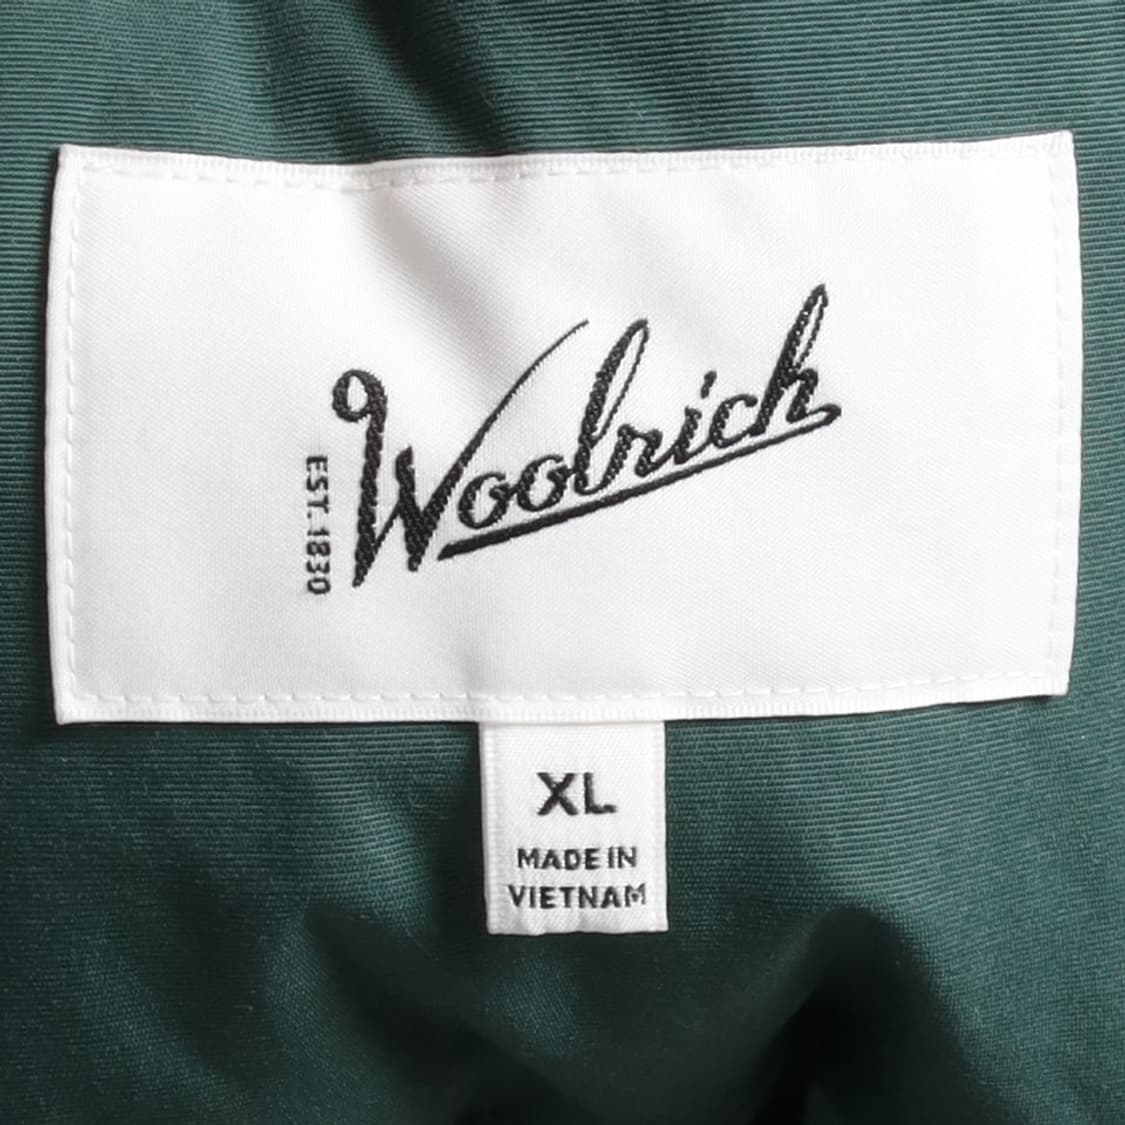 EST. 1830
Woolrich
XL
MADE IN
VIETNAM